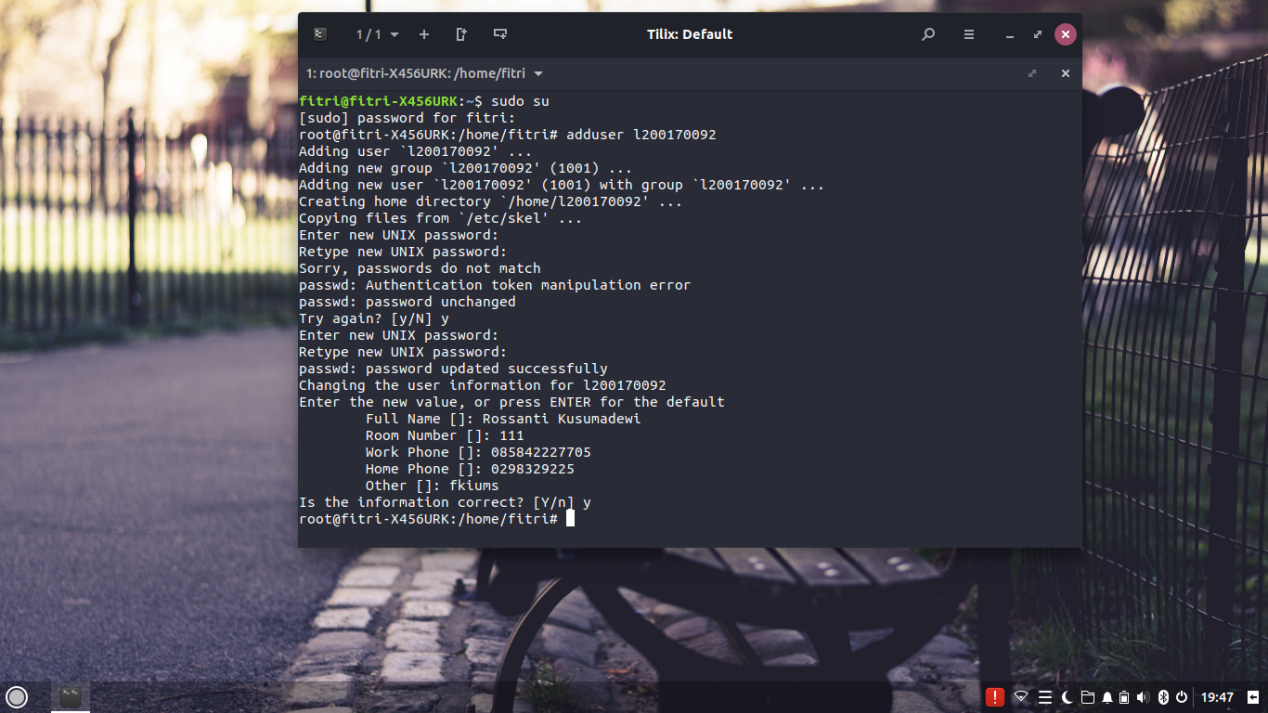 1 / 1
Tilix: Default
1: root@fitri-X456URK: /home/fitri
fitri@fitri-X456URK:~$ sudo su
[sudo] password for fitri:
root@fitri-X456URK:/home/fitri# adduser l200170092
Adding user `l200170092' ...
Adding new group `l200170092' (1001) ...
Adding new user `l200170092' (1001) with group `l200170092' ...
Creating home directory `/home/l200170092' ...
Copying files from `/etc/skel' ...
Enter new UNIX password:
Retype new UNIX password:
Sorry, passwords do not match
passwd: Authentication token manipulation error
passwd: password unchanged
Try again? [y/N] y
Enter new UNIX password:
Retype new UNIX password:
passwd: password updated successfully
Changing the user information for l200170092
Enter the new value, or press ENTER for the default
Full Name []: Rossanti Kusumadewi
Room Number []: 111
Work Phone []: 085842227705
Home Phone []: 0298329225
Other []: fkiums
Is the information correct? [Y/n] y
root@fitri-X456URK:/home/fitri#
19:47